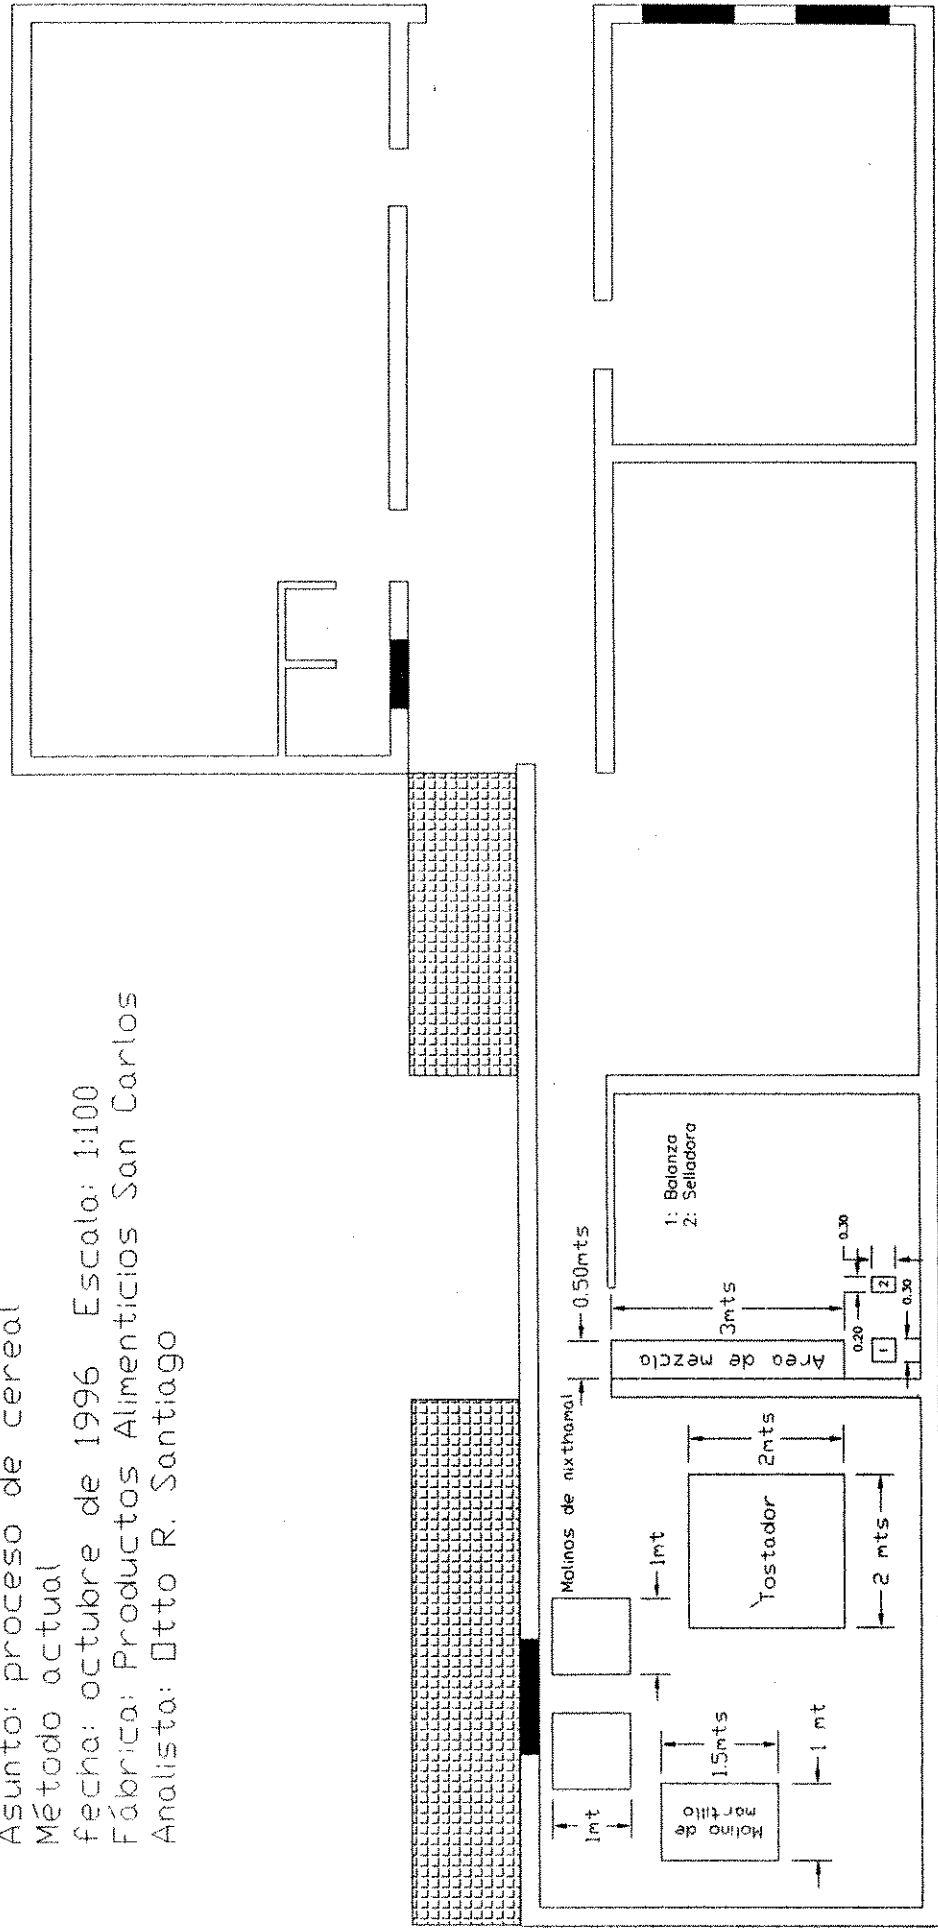 Asunto: proceso de cereal
Método actual
fecha: octubre de 1996 Escala: 1:100
Fábrica: Productos Alimenticios San Carlos
Analista: Otto R. Santiago
0.50mts
1: Balanza
2: Selladora
3mts
Area de mezcla
0.20
0.30
1
2
0.30
Molinos de nixthamal
1mt
2mts
Tostador
2 mts
1mt
1.5mts
Molino de
martillo
1 mt